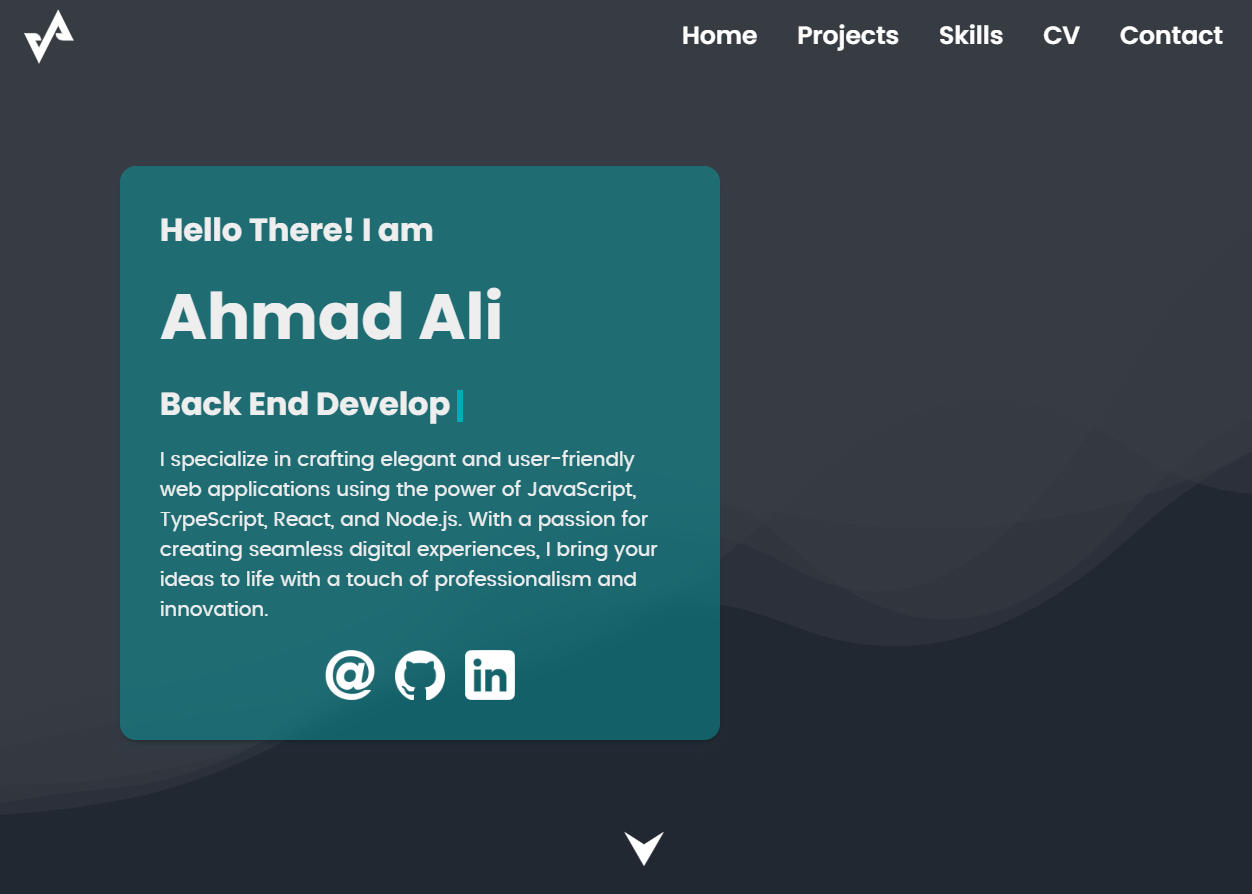 Home Projects Skills CV Contact
Hello There! I am
Ahmad Ali
Back End Develop
I specialize in crafting elegant and user-friendly
web applications using the power of JavaScript,
TypeScript, React, and Node.js. With a passion for
creating seamless digital experiences, I bring your
ideas to life with a touch of professionalism and
innovation.
@
in